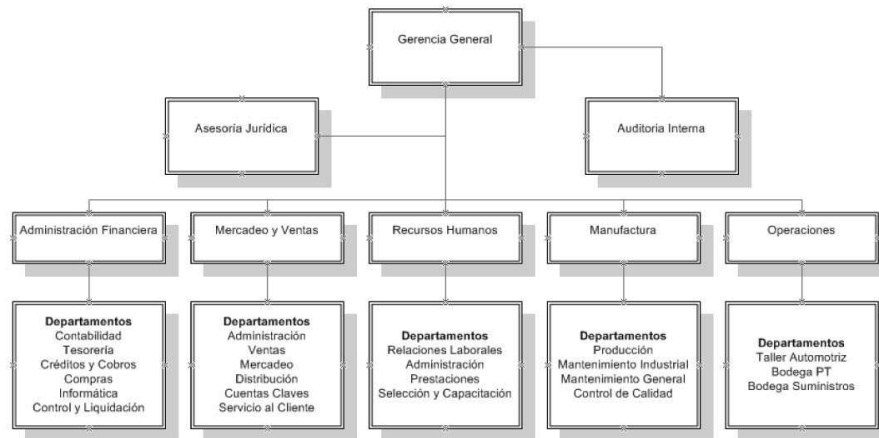 Gerencia General
Asesoría Jurídica
Auditoria Interna
Administración Financiera
Mercadeo y Ventas
Recursos Humanos
Manufactura
Operaciones
Departamentos
Contabilidad
Tesorería
Créditos y Cobros
Compras
Informática
Control y Liquidación
Departamentos
Administración
Ventas
Mercadeo
Distribución
Cuentas Claves
Servicio al Cliente
Departamentos
Relaciones Laborales
Administración
Prestaciones
Selección y Capacitación
Departamentos
Producción
Mantenimiento Industrial
Mantenimiento General
Control de Calidad
Departamentos
Taller Automotriz
Bodega PT
Bodega Suministros